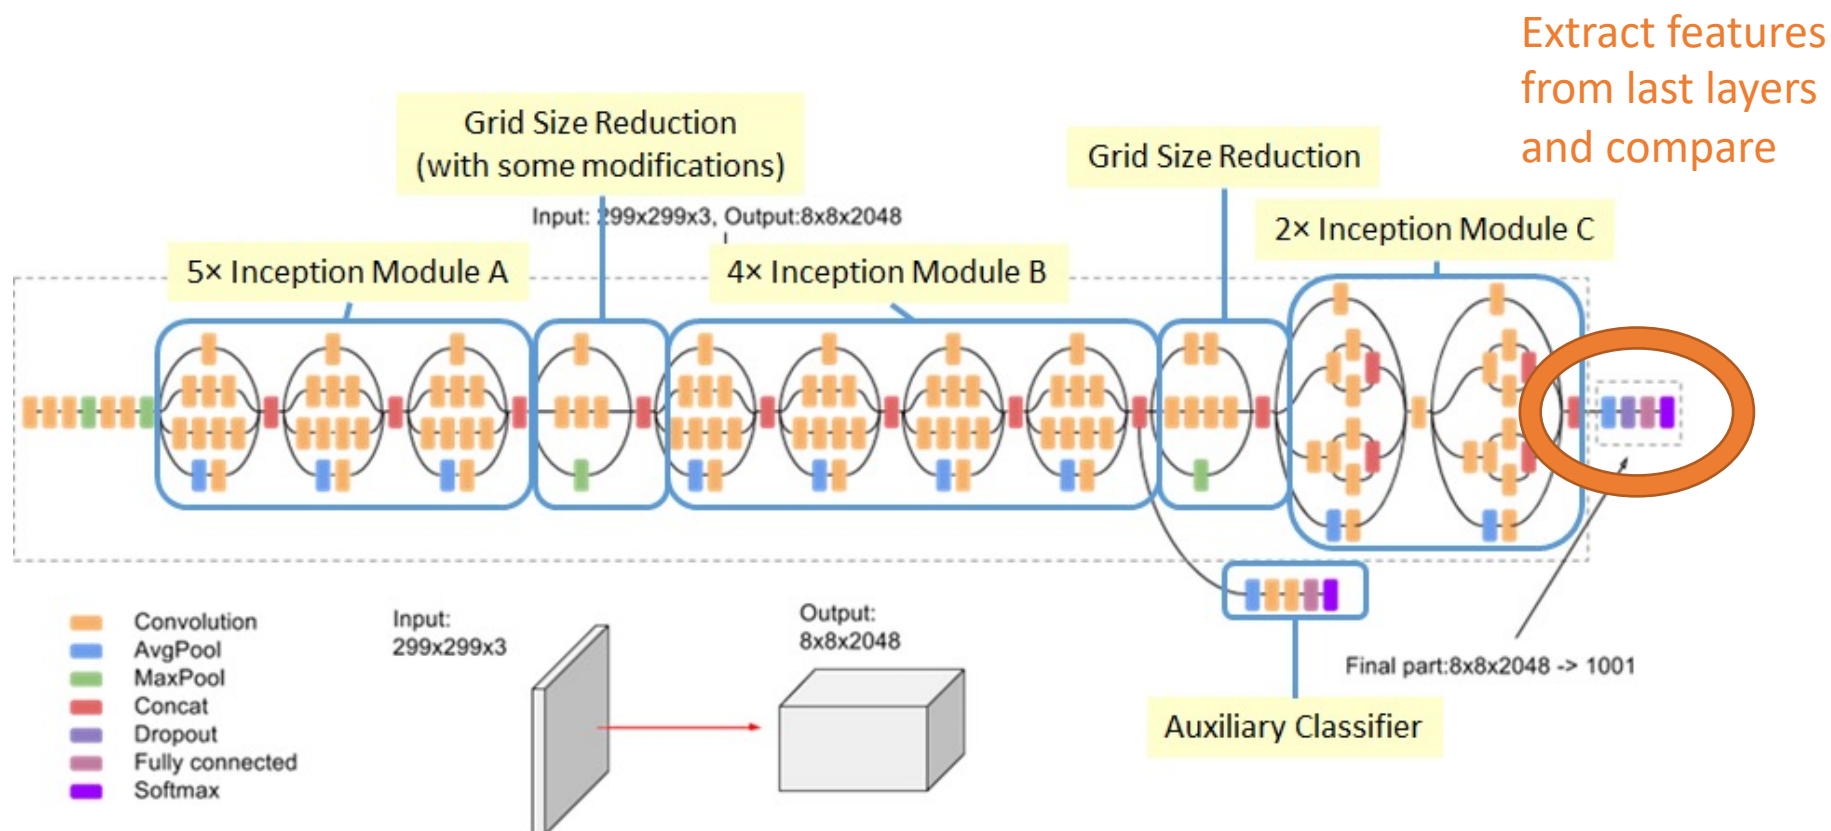 Extract features
from last layers
and compare
Grid Size Reduction
(with some modifications)
Grid Size Reduction
Input: 299x299x3, Output:8x8x2048
2× Inception Module C
5× Inception Module A
4× Inception Module B
Convolution
AvgPool
MaxPool
Concat
Dropout
Fully connected
Softmax
Input:
299x299x3
Output:
8x8x2048
Final part:8x8x2048 -> 1001
Auxiliary Classifier